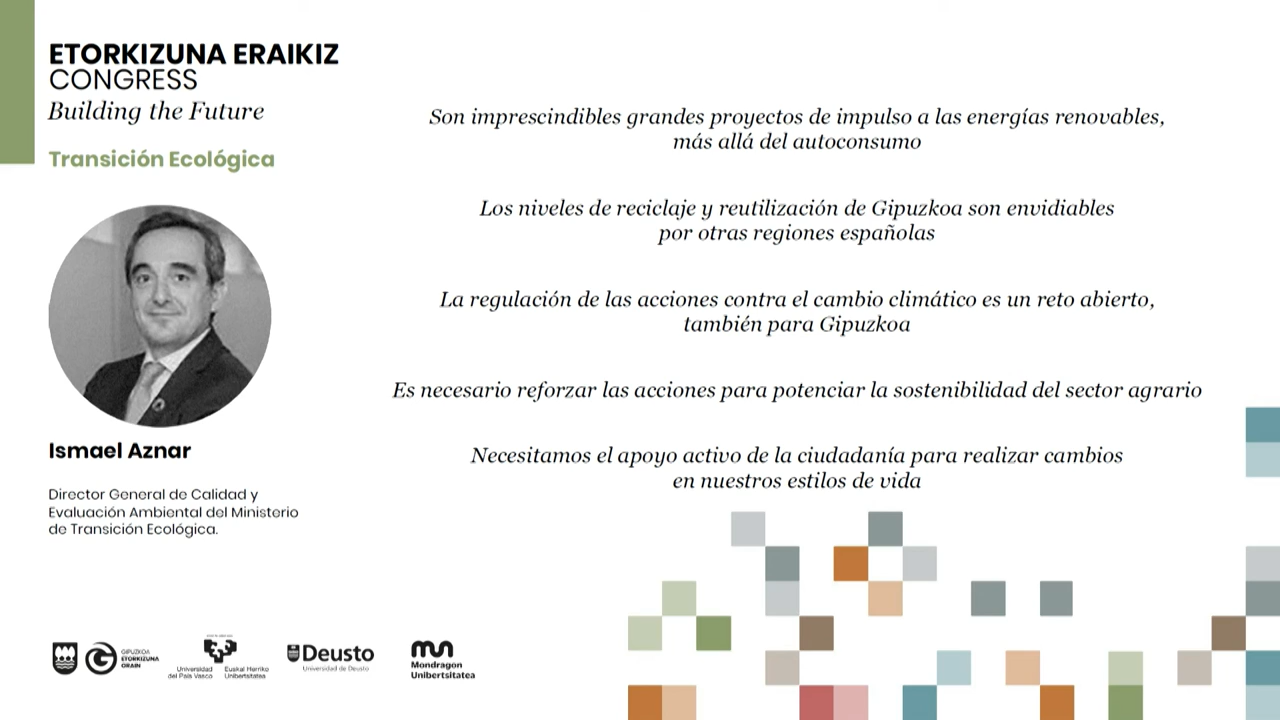 ETORKIZUNA ERAIKIZ
CONGRESS
Building the Future
Transición Ecológica
Son imprescindibles grandes proyectos de impulso a las energías renovables,
más allá del autoconsumo
Los niveles de reciclaje y reutilización de Gipuzkoa son envidiables
por otras regiones españolas
La regulación de las acciones contra el cambio climático es un reto abierto,
también para Gipuzkoa
Es necesario reforzar las acciones para potenciar la sostenibilidad del sector agrario
Necesitamos el apoyo activo de la ciudadanía para realizar cambios
en nuestros estilos de vida
Ismael Aznar
Director General de Calidad y
Evaluación Ambiental del Ministerio
de Transición Ecológica.
GIPUZKOA
ETORKIZUNA
ORAIN
Universidad
del País Vasco
Euskal Herriko
Unibertsitatea
Deusto
Universidad de Deusto
Mondragon
Unibertsitatea